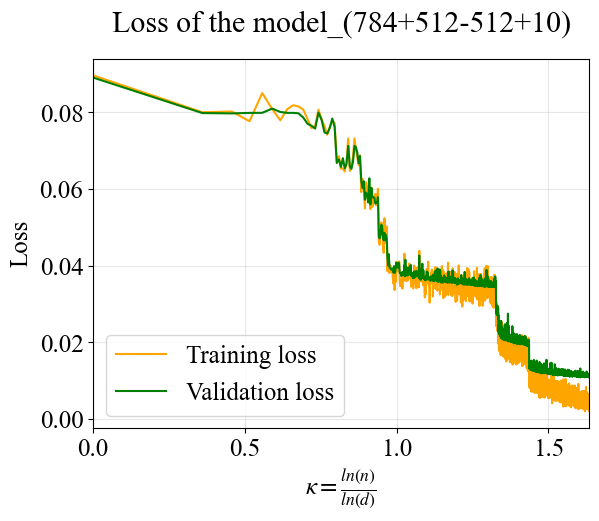 Loss of the model_(784+512-512+10)
Loss
0.08
0.06
0.04
0.02
0.00
Training loss
Validation loss
0.0 0.5 1.0 1.5
κ = ln(n)/ln(d)